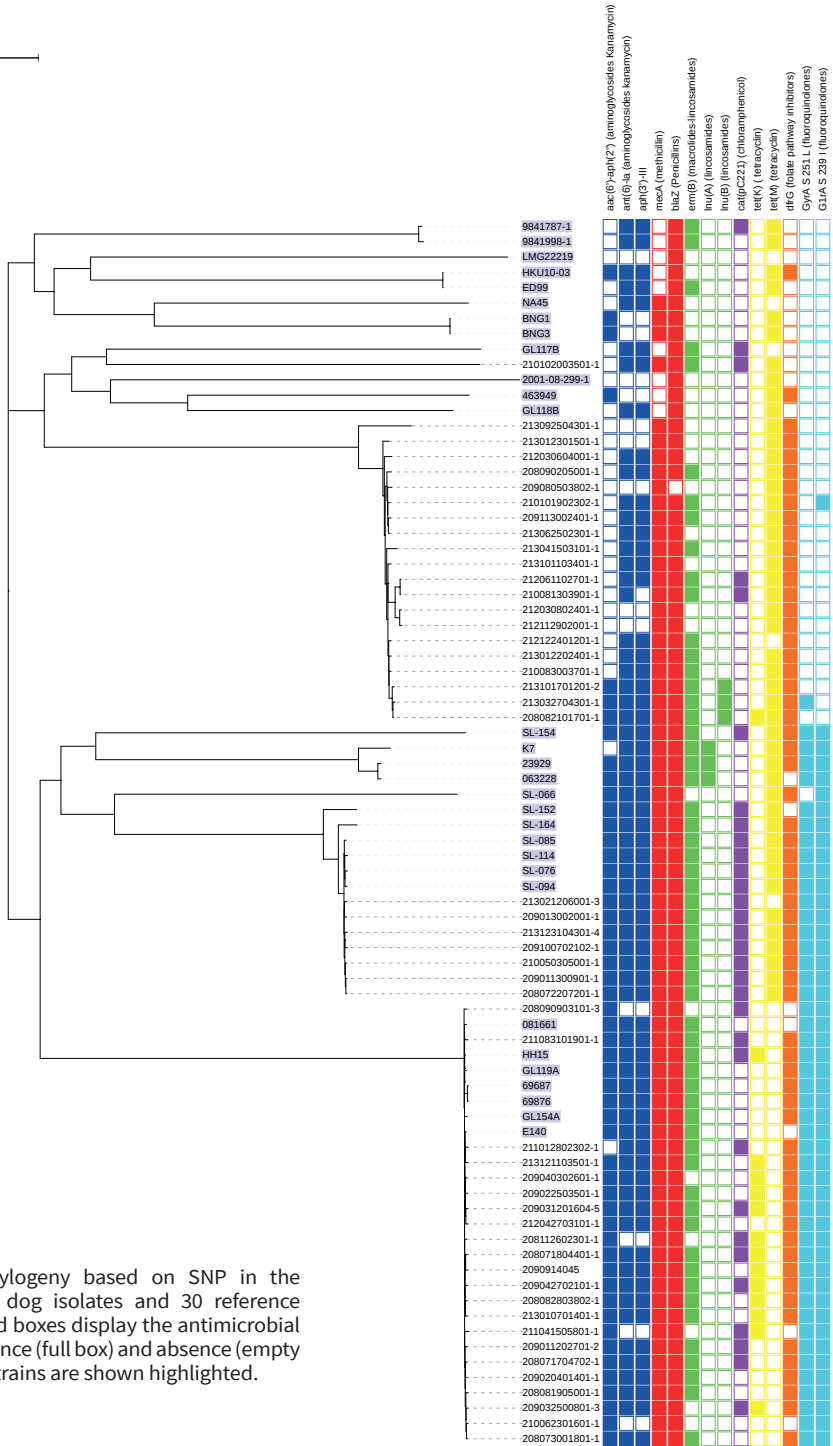 aac(6')-aph(2'') (aminoglycosides Kanamycin)
ant(6)-Ia (aminoglycosides kanamycin)
aph(3')-III
mecA (methicillin)
blaZ (Penicillins)
erm(B) (macrolides-lincosamides)
lnu(A) (lincosamides)
lnu(B) (lincosamides)
cat(pC221) (chloramphenicol)
tet(K) ( tetracyclin)
tet(M) (tetracyclin)
dfrG (folate pathway inhibitors)
GyrA S 251 L (fluoroquinolones)
G1rA S 239 I (fluoroquinolones)
9841787-1
9841998-1
LMG22219
HKU10-03
ED99
NA45
BNG1
BNG3
GL117B
210102003501-1
2001-08-299-1
463949
GL118B
213092504301-1
213012301501-1
212030604001-1
208090205001-1
209080503802-1
210101902302-1
209113002401-1
213062502301-1
213041503101-1
213101103401-1
212061102701-1
210081303901-1
212030802401-1
212112902001-1
212122401201-1
213012202401-1
210083003701-1
213101701201-2
213032704301-1
208082101701-1
SL-154
K7
23929
063228
SL-066
SL-152
SL-164
SL-085
SL-114
SL-076
SL-094
213021206001-3
209013002001-1
213123104301-4
209100702102-1
210050305001-1
209011300901-1
208072207201-1
208090903101-3
081661
211083101901-1
HH15
GL119A
69687
69876
GL154A
E140
211012802302-1
213121103501-1
209040302601-1
209022503501-1
209031201604-5
212042703101-1
208112602301-1
208071804401-1
2090914045
209042702101-1
208082803802-1
213010701401-1
211041505801-1
209011202701-2
208071704702-1
209020401401-1
208081905001-1
209032500801-3
210062301601-1
208073001801-1
ylogeny based on SNP in the
dog isolates and 30 reference
d boxes display the antimicrobial
nce (full box) and absence (empty
trains are shown highlighted.